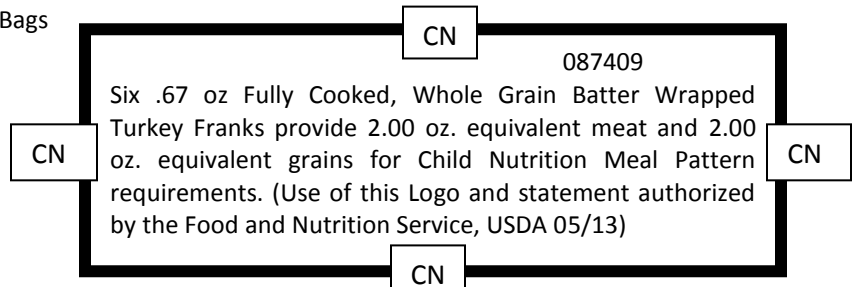 Bags
CN
087409
Six .67 oz Fully Cooked, Whole Grain Batter Wrapped
Turkey Franks provide 2.00 oz. equivalent meat and 2.00
CN oz. equivalent grains for Child Nutrition Meal Pattern CN
requirements. (Use of this Logo and statement authorized
by the Food and Nutrition Service, USDA 05/13)
CN